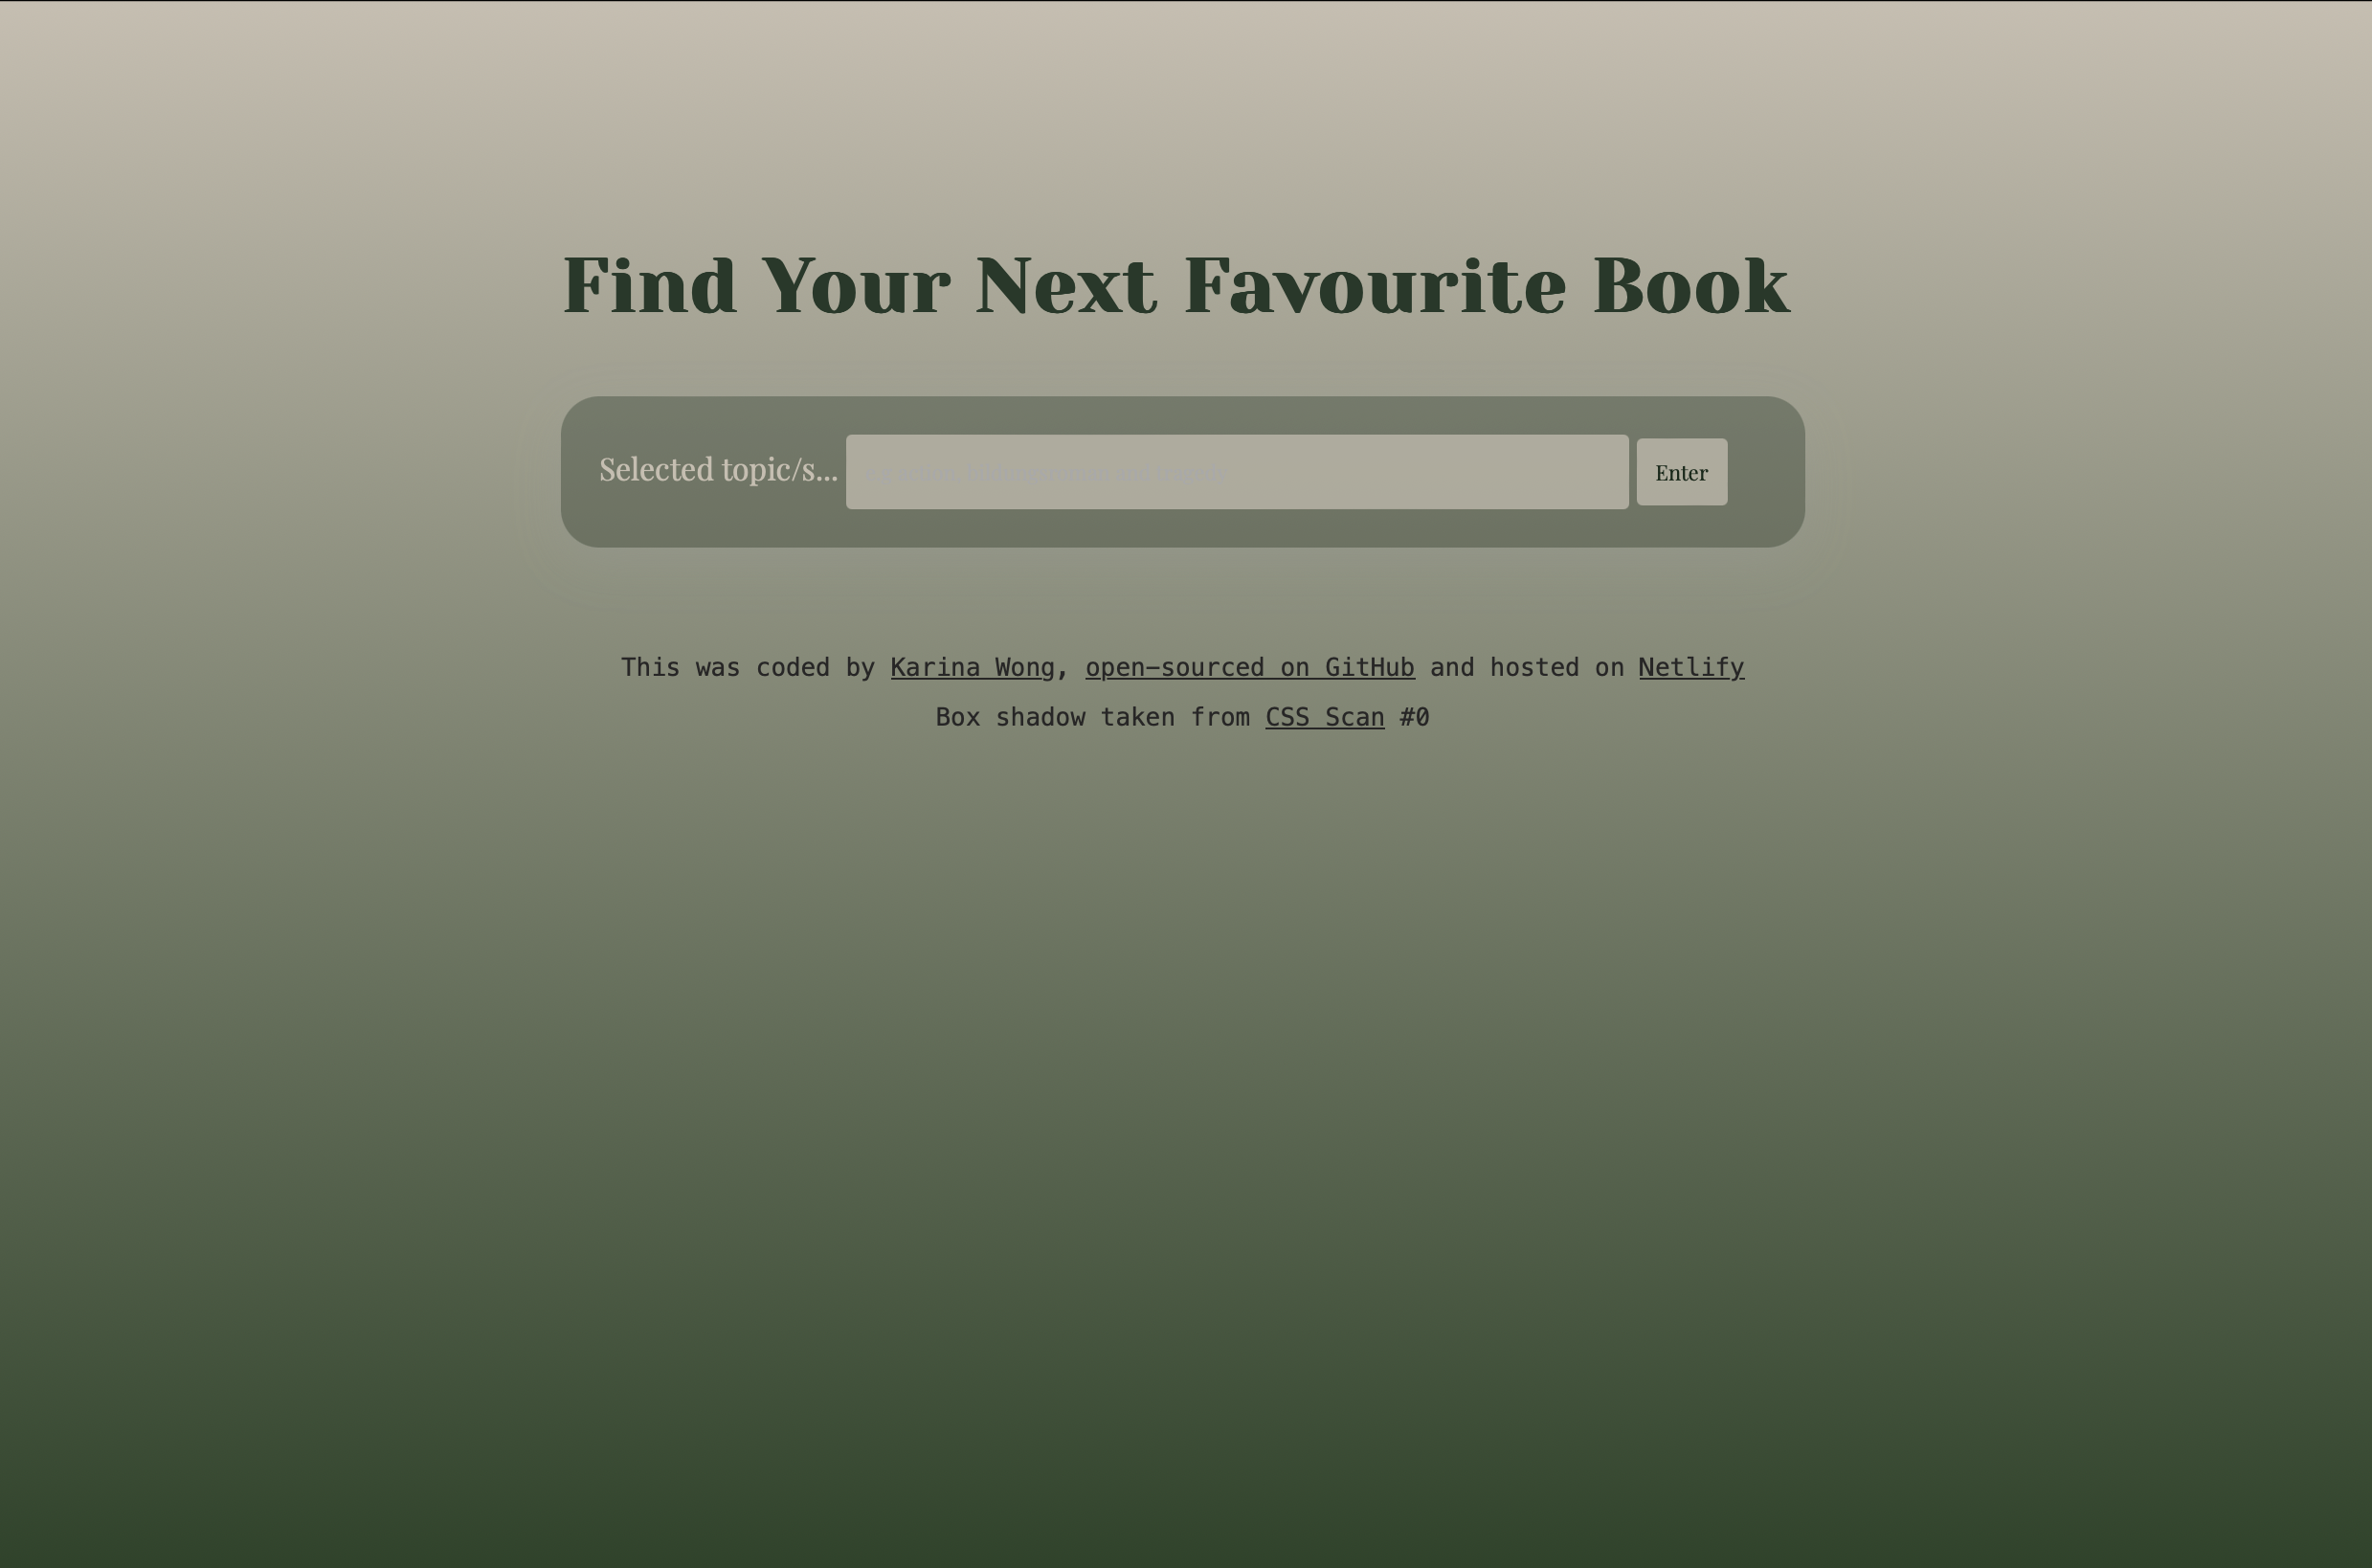 Find Your Next Favourite Book
Selected topic/s... Enter
This was coded by Karina Wong, open-sourced on GitHub and hosted on Netlify
Box shadow taken from CSS Scan #0